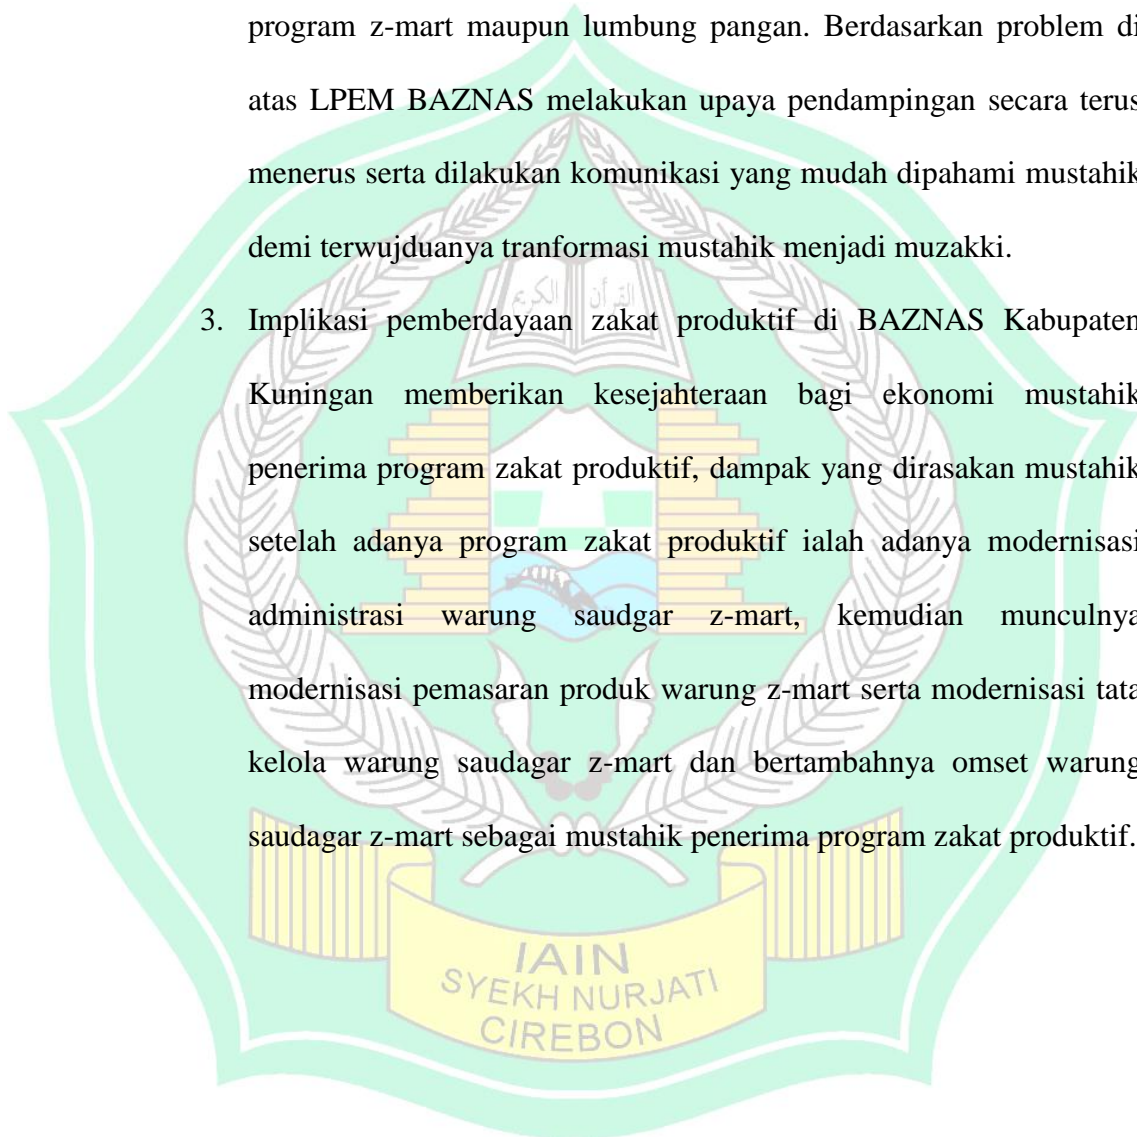 program z-mart maupun lumbung pangan. Berdasarkan problem di
atas LPEM BAZNAS melakukan upaya pendampingan secara terus
menerus serta dilakukan komunikasi yang mudah dipahami mustahik
demi terwujduanya tranformasi mustahik menjadi muzakki.
القرآن الكريم
3. Implikasi pemberdayaan zakat produktif di BAZNAS Kabupaten
Kuningan memberikan kesejahteraan bagi ekonomi mustahik
penerima program zakat produktif, dampak yang dirasakan mustahik
setelah adanya program zakat produktif ialah adanya modernisasi
administrasi warung saudgar z-mart, kemudian munculnya
modernisasi pemasaran produk warung z-mart serta modernisasi tata
kelola warung saudagar z-mart dan bertambahnya omset warung
saudagar z-mart sebagai mustahik penerima program zakat produktif.
IAIN
SYEKH NURJATI
CIREBON